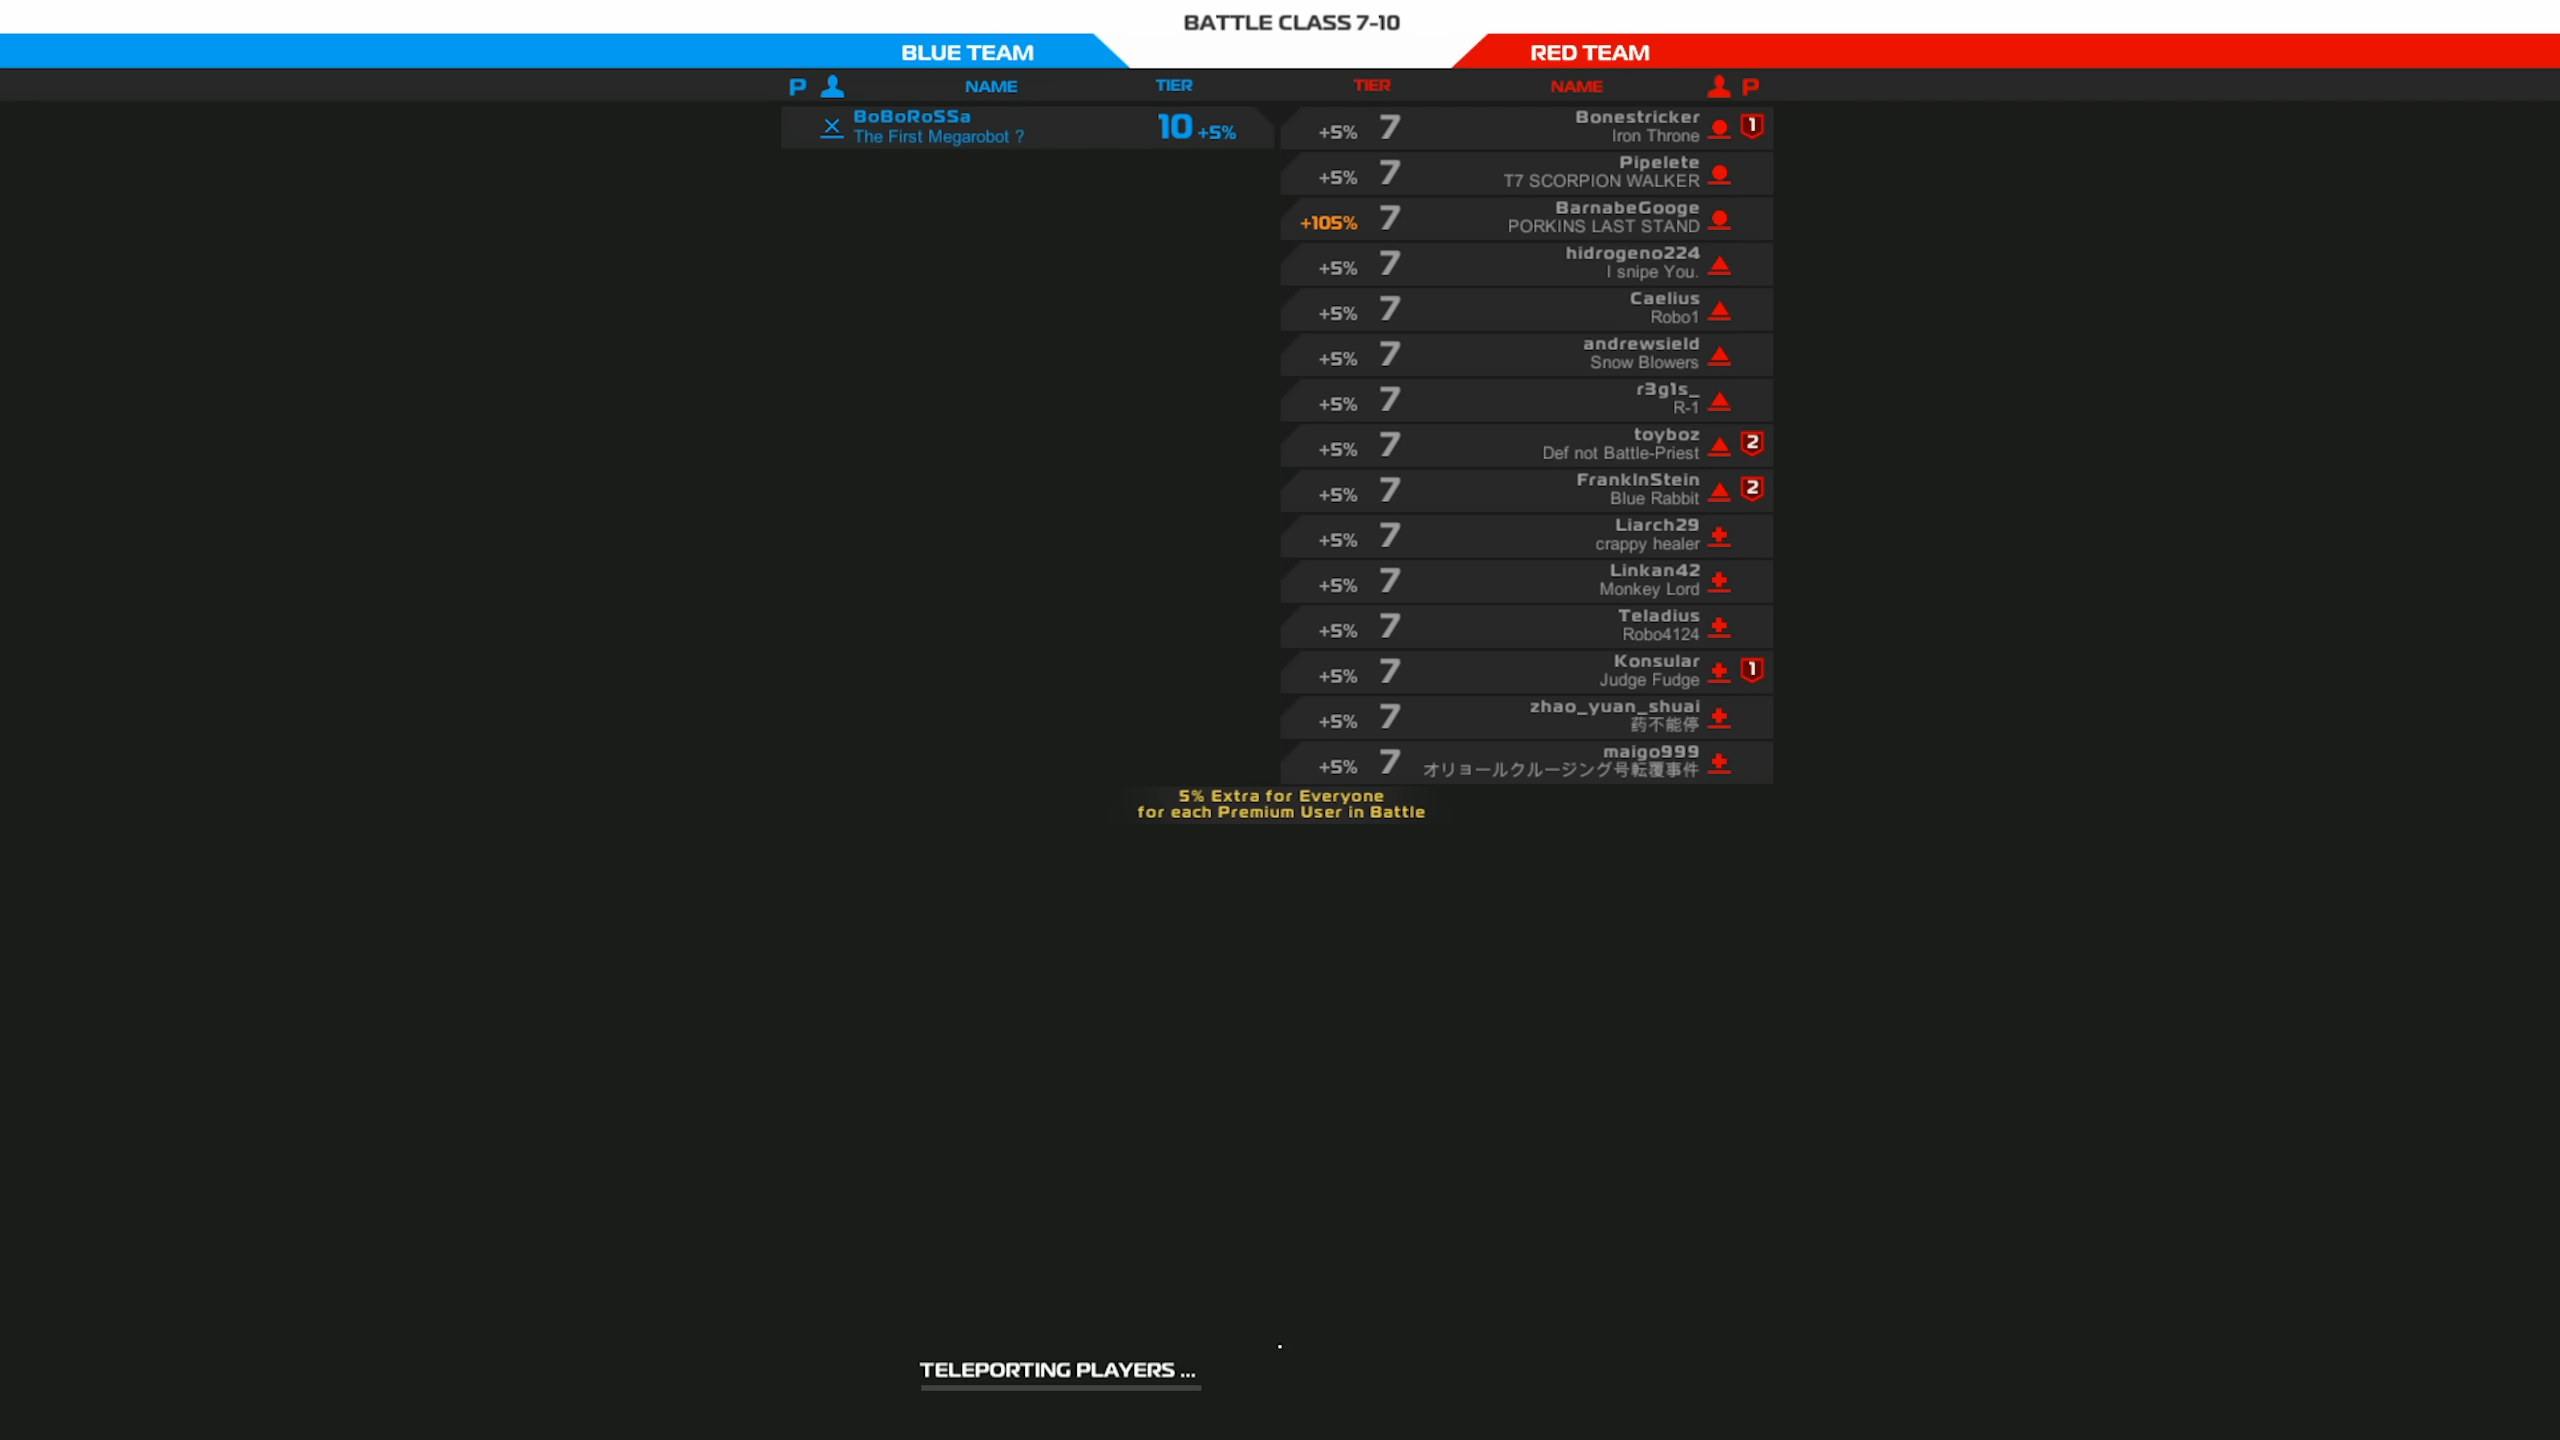 BATTLE CLASS 7-10
BLUE TEAM
RED TEAM
P NAME TIER
TIER NAME P
BoBoRoSSa
The First Megarobot ?
10 +5%
+5% 7 Bonestricker 1
Iron Throne
+5% 7 Pipelete
T7 SCORPION WALKER
+105% 7 BarnabeGooge
PORKINS LAST STAND
+5% 7 hidrogeno224
I snipe You.
+5% 7 Caelius
Robo1
+5% 7 andrewsield
Snow Blowers
+5% 7 r3g1s_
R-1
+5% 7 toyboz 2
Def not Battle-Priest
+5% 7 FrankInStein 2
Blue Rabbit
+5% 7 Liarch29
crappy healer
+5% 7 Linkan42
Monkey Lord
+5% 7 Teladius
Robo4124
+5% 7 Konsular 1
Judge Fudge
+5% 7 zhao_yuan_shuai
药不能停
+5% 7 maigo999
オリョールクルージング号転覆事件
5% Extra for Everyone
for each Premium User in Battle
TELEPORTING PLAYERS ...